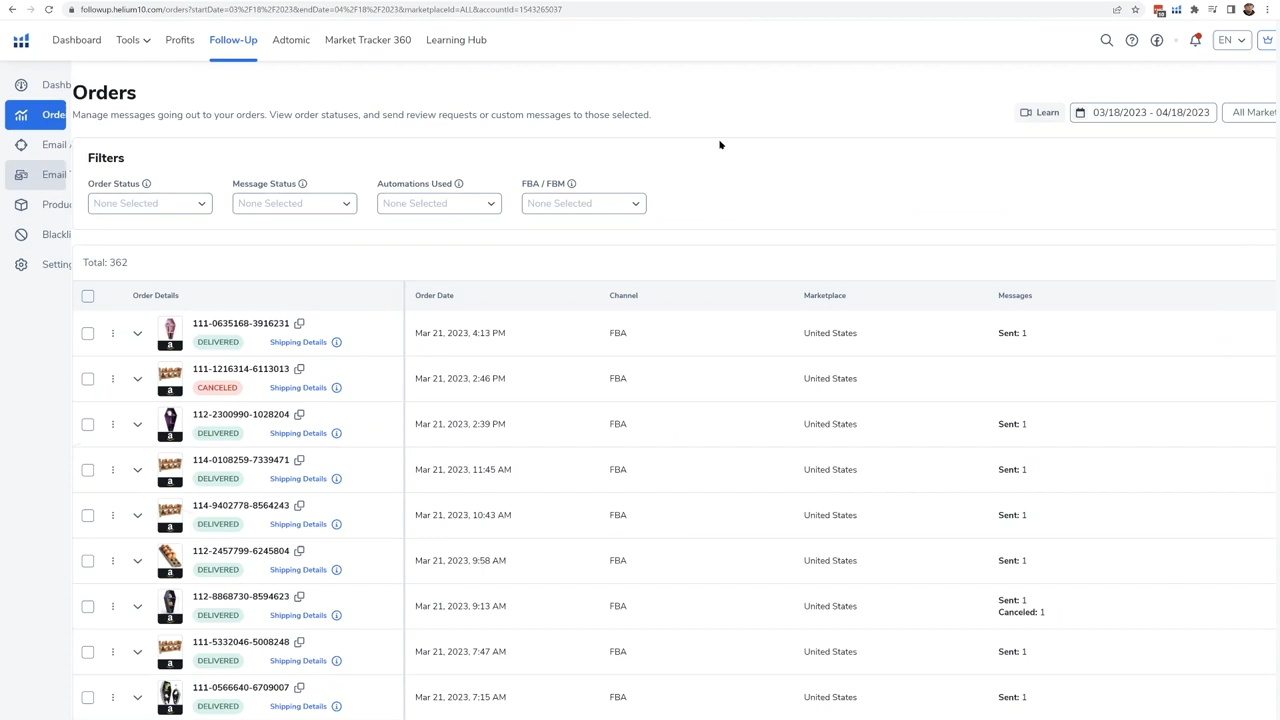 followup.helium10.com/orders?startDate=03%2F18%2F2023&endDate=04%2F18%2F2023&marketplaceId=ALL&accountId=1543265037
Dashboard
Tools
Profits
Follow-Up
Adtomic
Market Tracker 360
Learning Hub
EN
Dashb
Orde
Email A
Email T
Produc
Blackli
Setting
Orders
Manage messages going out to your orders. View order statuses, and send review requests or custom messages to those selected.
Learn
03/18/2023 - 04/18/2023
All Market
Filters
Order Status
Message Status
Automations Used
FBA / FBM
None Selected
None Selected
None Selected
None Selected
Total: 362
Order Details
Order Date
Channel
Marketplace
Messages
111-0635168-3916231
DELIVERED
Shipping Details
Mar 21, 2023, 4:13 PM
FBA
United States
Sent: 1
111-1216314-6113013
CANCELED
Shipping Details
Mar 21, 2023, 2:46 PM
FBA
United States
112-2300990-1028204
DELIVERED
Shipping Details
Mar 21, 2023, 2:39 PM
FBA
United States
Sent: 1
114-0108259-7339471
DELIVERED
Shipping Details
Mar 21, 2023, 11:45 AM
FBA
United States
Sent: 1
114-9402778-8564243
DELIVERED
Shipping Details
Mar 21, 2023, 10:43 AM
FBA
United States
Sent: 1
112-2457799-6245804
DELIVERED
Shipping Details
Mar 21, 2023, 9:58 AM
FBA
United States
Sent: 1
112-8868730-8594623
DELIVERED
Shipping Details
Mar 21, 2023, 9:13 AM
FBA
United States
Sent: 1
Canceled: 1
111-5332046-5008248
DELIVERED
Shipping Details
Mar 21, 2023, 7:47 AM
FBA
United States
Sent: 1
111-0566640-6709007
DELIVERED
Shipping Details
Mar 21, 2023, 7:15 AM
FBA
United States
Sent: 1